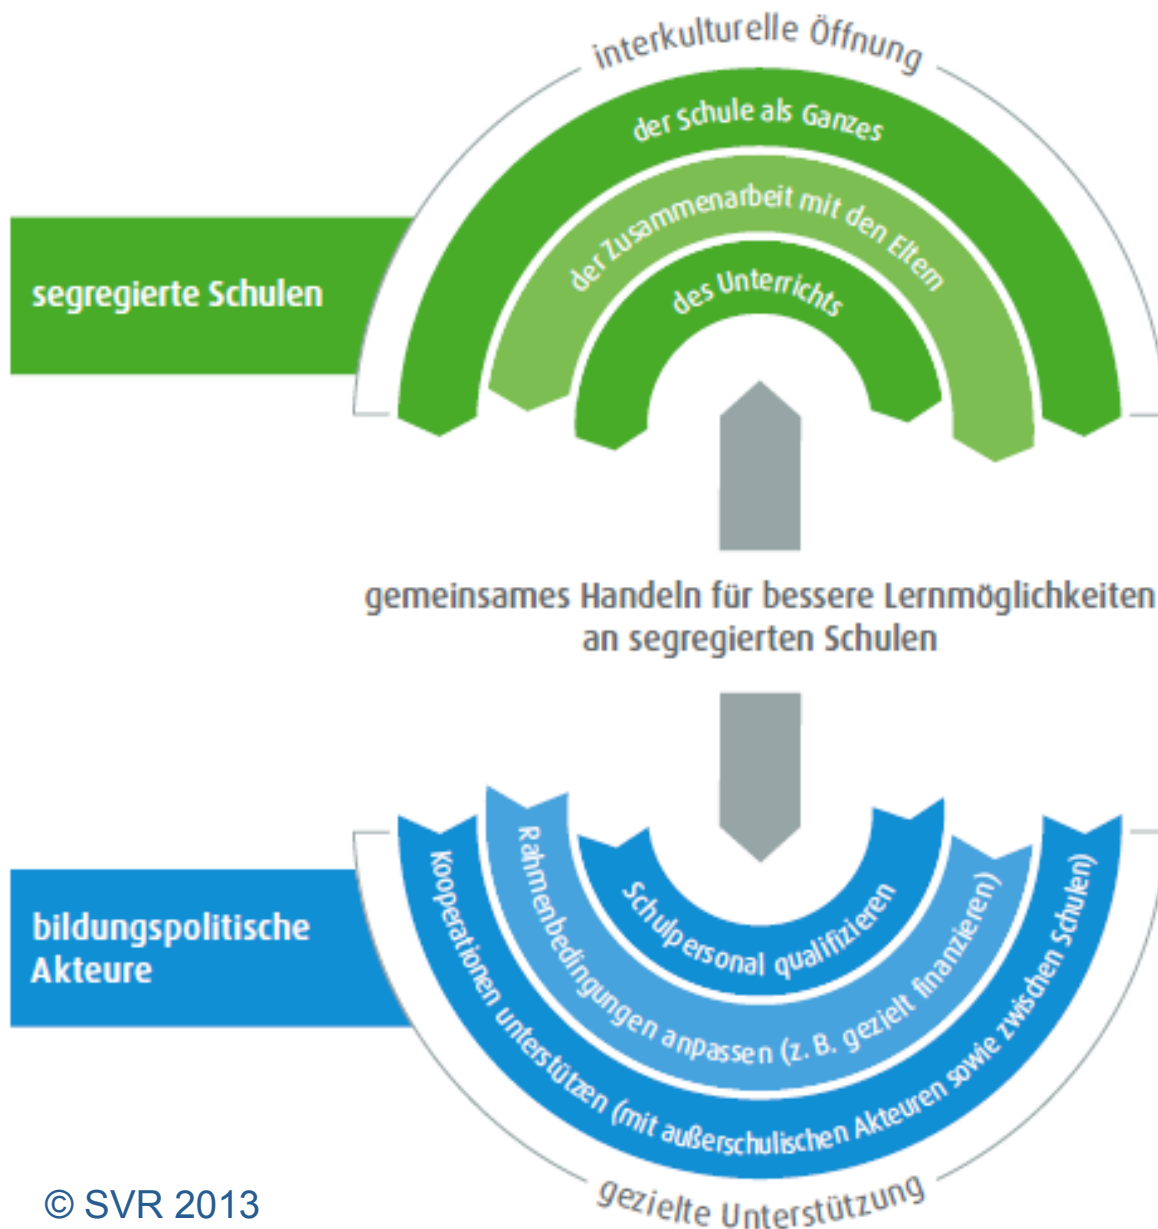 interkulturelle Öffnung
der Schule als Ganzes
der Zusammenarbeit mit den Eltern
des Unterrichts
segregierte Schulen
gemeinsames Handeln für bessere Lernmöglichkeiten
an segregierten Schulen
bildungspolitische
Akteure
Schulpersonal qualifizieren
Rahmenbedingungen anpassen (z. B. gezielt finanzieren)
Kooperationen unterstützen (mit außerschulischen Akteuren sowie zwischen Schulen)
gezielte Unterstützung
© SVR 2013